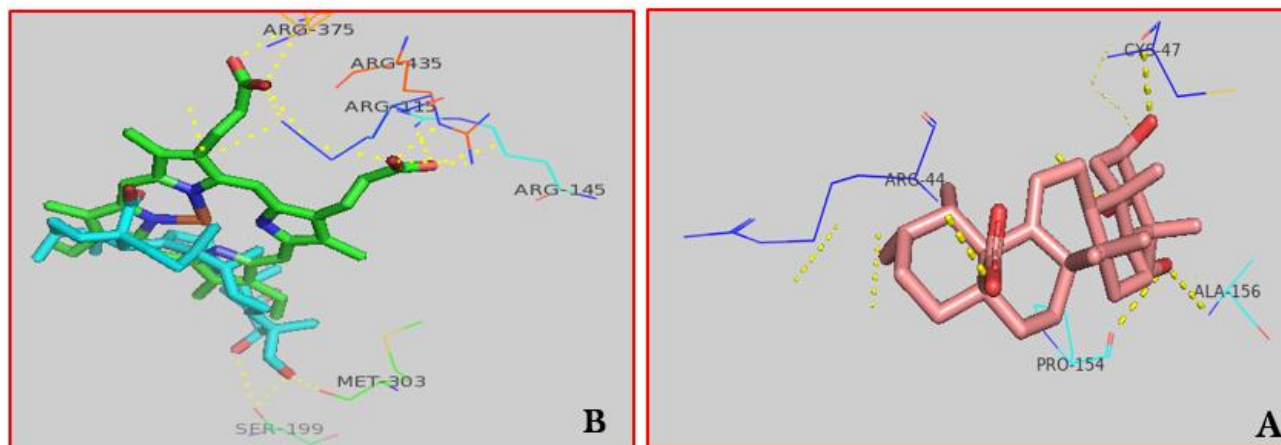 ARG-375
ARG-435
ARG-115
ARG-145
MET-303
SER-199
B
CYS-47
ARG-44
ALA-156
PRO-154
A